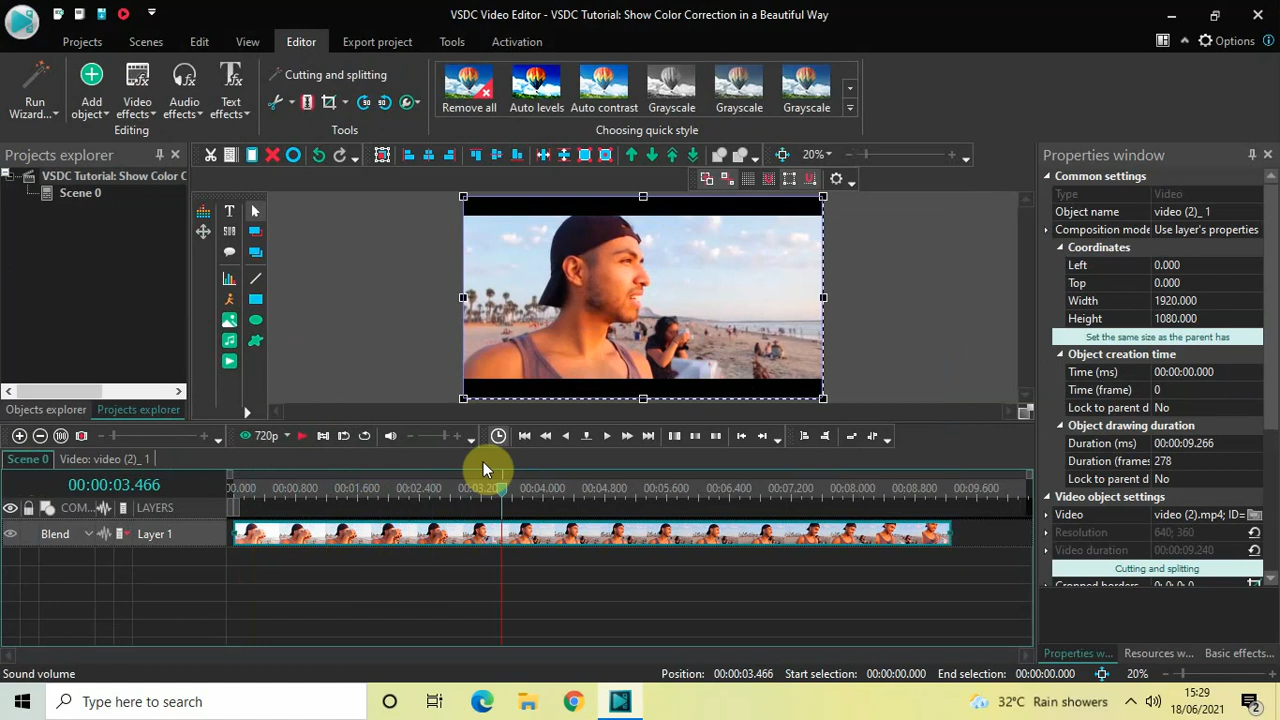 VSDC Video Editor - VSDC Tutorial: Show Color Correction in a Beautiful Way
Projects Scenes Edit View Editor Export project Tools Activation
Options
Run Wizard...
Add object
Video effects
Audio effects
Text effects
Editing
Cutting and splitting
Tools
Remove all
Auto levels
Auto contrast
Grayscale
Grayscale
Grayscale
Choosing quick style
Projects explorer
20%
Properties window
VSDC Tutorial: Show Color C
Scene 0
Objects explorer Projects explorer
Common settings
Type Video
Object name video (2)_ 1
Composition mode Use layer's properties
Coordinates
Left 0.000
Top 0.000
Width 1920.000
Height 1080.000
Set the same size as the parent has
Object creation time
Time (ms) 00:00:00.000
Time (frame) 0
Lock to parent d No
Object drawing duration
Duration (ms) 00:00:09.266
Duration (frames 278
Lock to parent d No
Video object settings
Video video (2).mp4; ID=
Resolution 640; 360
Video duration 00:00:09.240
Cutting and splitting
Cropped borders 0; 0; 0; 0
Properties w... Resources w... Basic effects...
720p
Scene 0 Video: video (2)_ 1
00:00:03.466
0.000 00:00.800 00:01.600 00:02.400 00:03.200 00:04.000 00:04.800 00:05.600 00:06.400 00:07.200 00:08.000 00:08.800 00:09.600
COM... LAYERS
Blend Layer 1
Sound volume
Position: 00:00:03.466 Start selection: 00:00:00.000 End selection: 00:00:00.000 20%
Type here to search
32°C Rain showers
15:29
18/06/2021
2